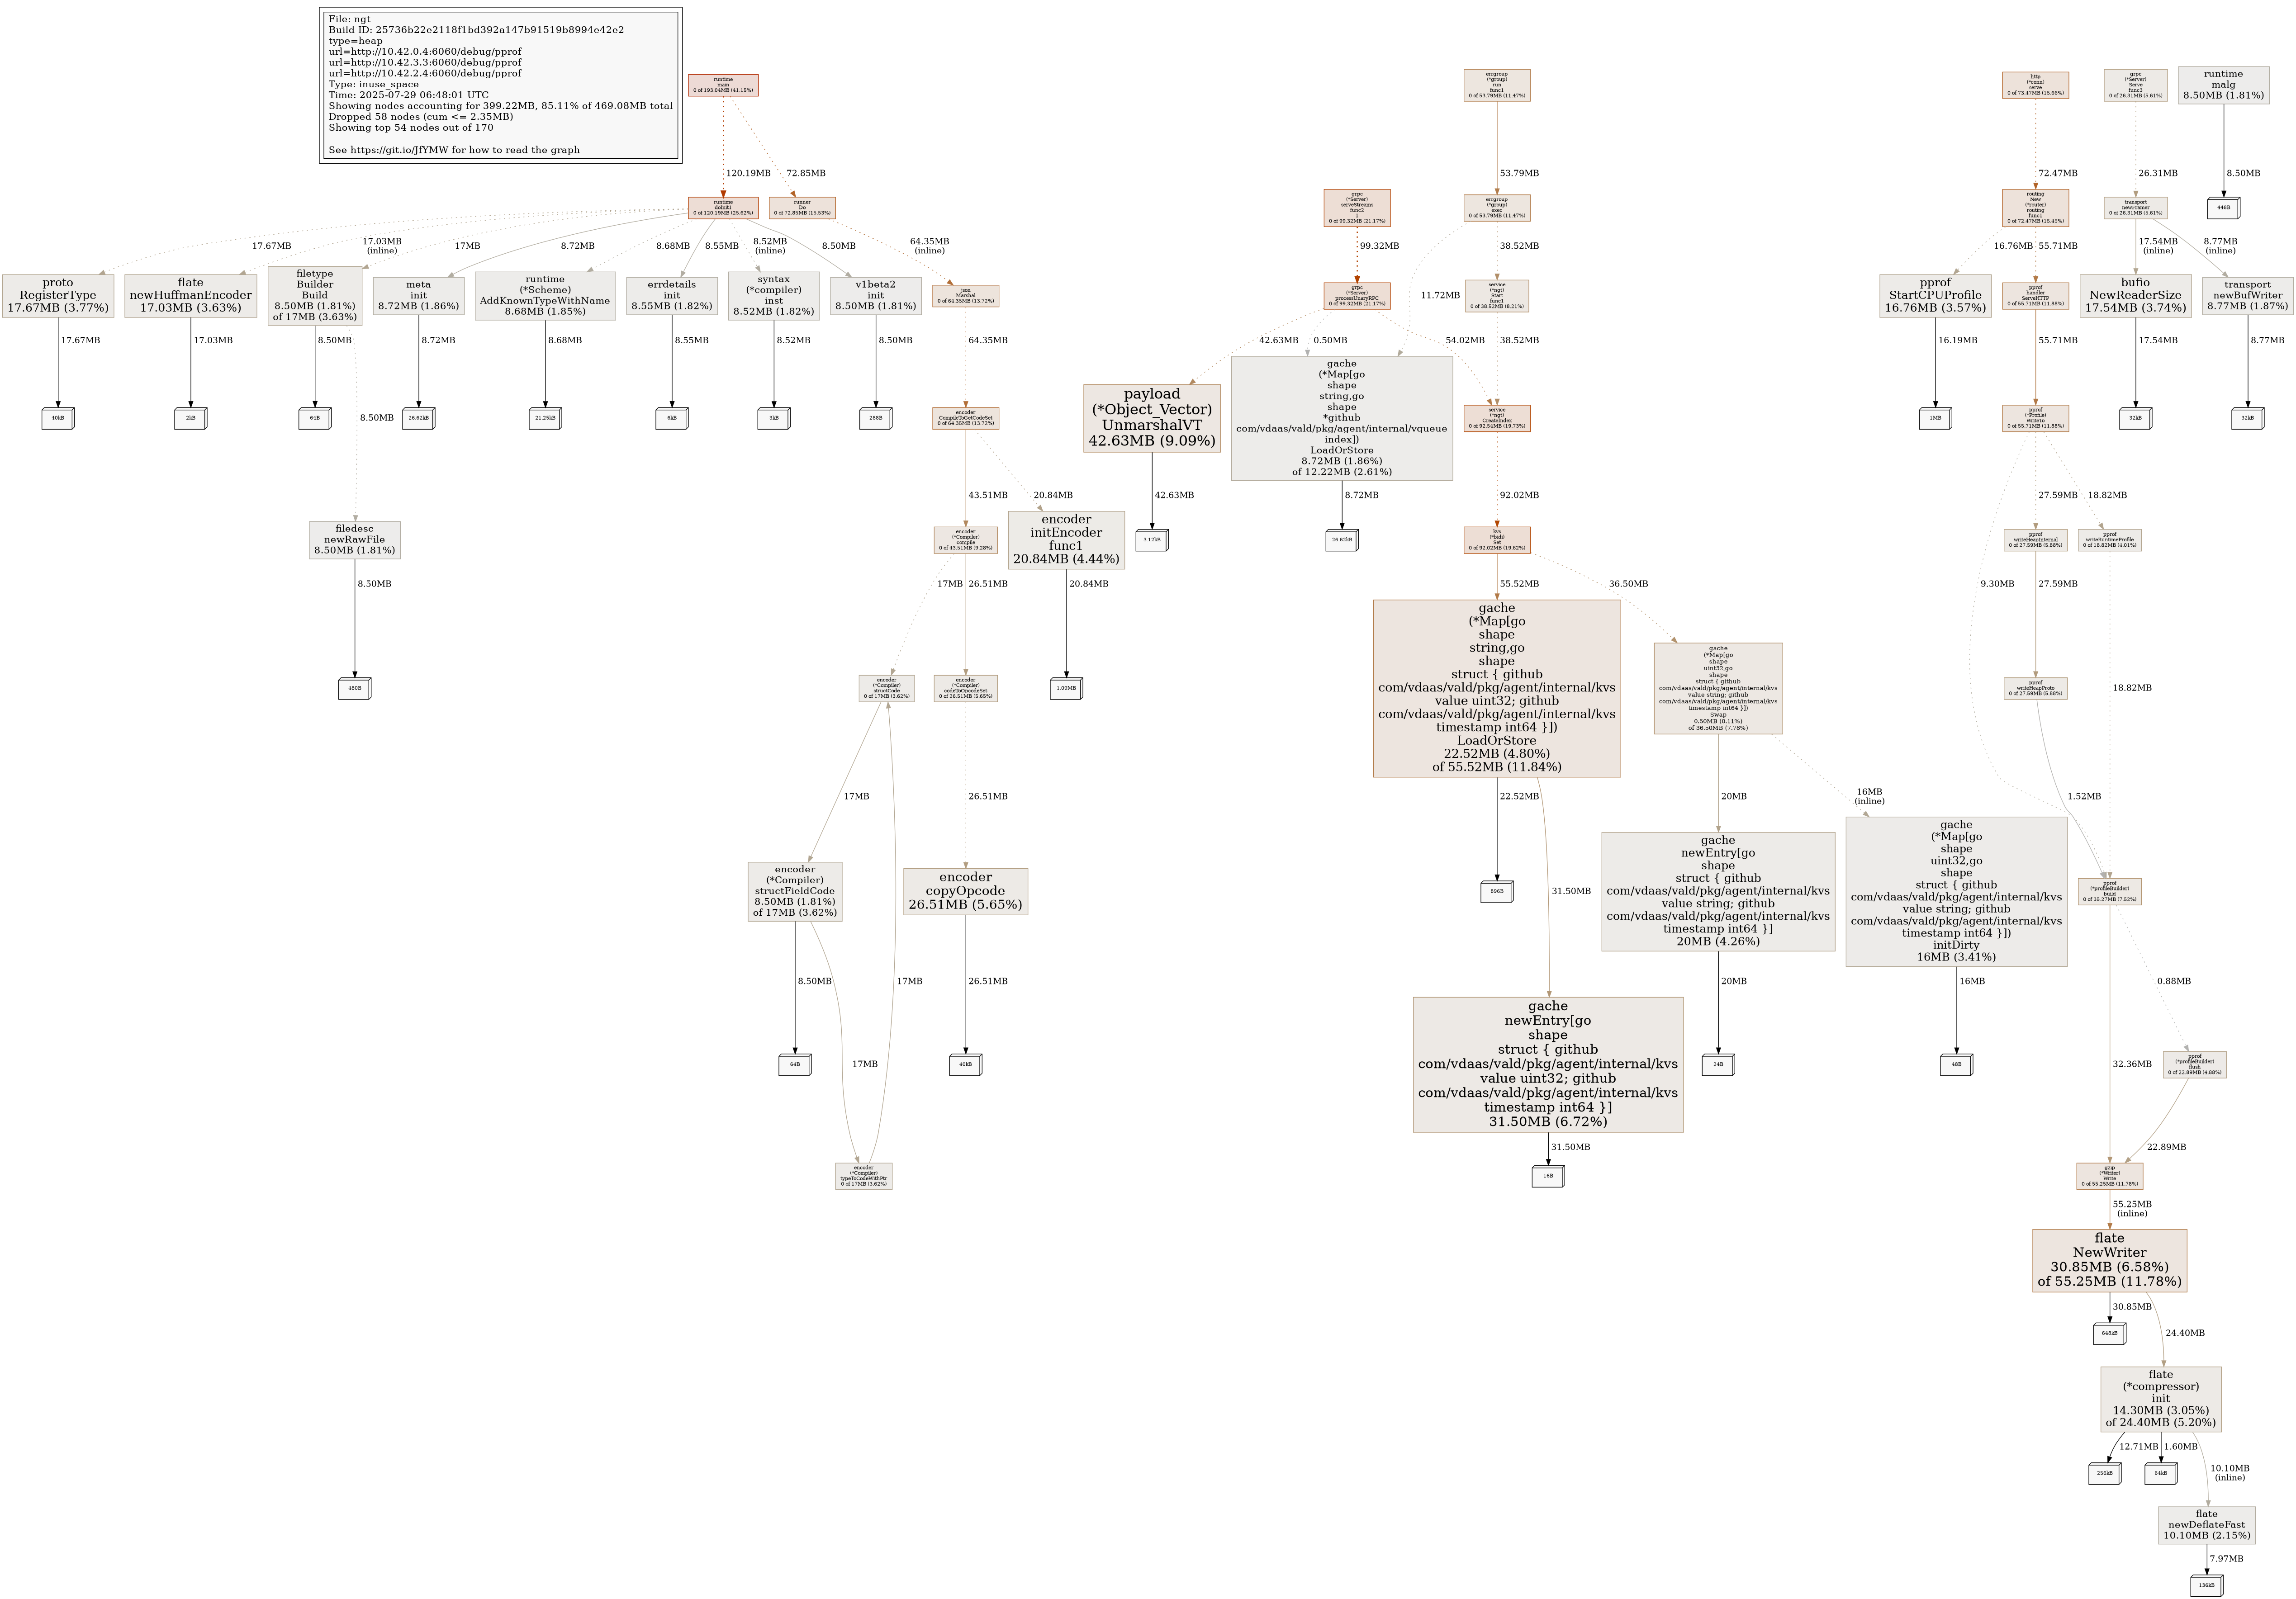 File: ngt
Build ID: 25736b22e2118f1bd392a147b91519b8994e42e2
type=heap
url=http://10.42.0.4:6060/debug/pprof
url=http://10.42.3.3:6060/debug/pprof
url=http://10.42.2.4:6060/debug/pprof
Type: inuse_space
Time: 2025-07-29 06:48:01 UTC
Showing nodes accounting for 399.22MB, 85.11% of 469.08MB total
Dropped 58 nodes (cum <= 2.35MB)
Showing top 54 nodes out of 170
See https://git.io/JfYMW for how to read the graph
runtime
main
0 of 193.04MB (41.15%)
errgroup
(*group)
run
func1
0 of 53.79MB (11.47%)
http
(*conn)
serve
0 of 73.47MB (15.66%)
grpc
(*Server)
Serve
func3
0 of 26.31MB (5.61%)
runtime
malg
8.50MB (1.81%)
120.19MB
72.85MB
53.79MB
72.47MB
26.31MB
8.50MB
runtime
doInit1
0 of 120.19MB (25.62%)
runner
Do
0 of 72.85MB (15.53%)
grpc
(*Server)
serveStreams
func2
1
0 of 99.32MB (21.17%)
errgroup
(*group)
exec
0 of 53.79MB (11.47%)
routing
New
(*router)
routing
func1
0 of 72.47MB (15.45%)
transport
newFramer
0 of 26.31MB (5.61%)
448B
17.67MB
17.03MB
(inline)
17MB
8.72MB
8.68MB
8.55MB
8.52MB
(inline)
8.50MB
64.35MB
(inline)
99.32MB
38.52MB
11.72MB
16.76MB
55.71MB
17.54MB
(inline)
8.77MB
(inline)
proto
RegisterType
17.67MB (3.77%)
flate
newHuffmanEncoder
17.03MB (3.63%)
filetype
Builder
Build
8.50MB (1.81%)
of 17MB (3.63%)
meta
init
8.72MB (1.86%)
runtime
(*Scheme)
AddKnownTypeWithName
8.68MB (1.85%)
errdetails
init
8.55MB (1.82%)
syntax
(*compiler)
inst
8.52MB (1.82%)
v1beta2
init
8.50MB (1.81%)
json
Marshal
0 of 64.35MB (13.72%)
grpc
(*Server)
processUnaryRPC
0 of 99.32MB (21.17%)
service
(*ngt)
Start
func1
0 of 38.52MB (8.21%)
pprof
StartCPUProfile
16.76MB (3.57%)
pprof
handler
ServeHTTP
0 of 55.71MB (11.88%)
bufio
NewReaderSize
17.54MB (3.74%)
transport
newBufWriter
8.77MB (1.87%)
17.67MB
17.03MB
8.50MB
8.50MB
8.72MB
8.68MB
8.55MB
8.52MB
8.50MB
64.35MB
42.63MB
0.50MB
54.02MB
38.52MB
16.19MB
55.71MB
17.54MB
8.77MB
40kB
2kB
64B
26.62kB
21.25kB
6kB
3kB
288B
encoder
CompileToGetCodeSet
0 of 64.35MB (13.72%)
payload
(*Object_Vector)
UnmarshalVT
42.63MB (9.09%)
gache
(*Map[go
shape
string,go
shape
*github
com/vdaas/vald/pkg/agent/internal/vqueue
index])
LoadOrStore
8.72MB (1.86%)
of 12.22MB (2.61%)
service
(*ngt)
CreateIndex
0 of 92.54MB (19.73%)
1MB
pprof
(*Profile)
WriteTo
0 of 55.71MB (11.88%)
32kB
32kB
43.51MB
20.84MB
42.63MB
8.72MB
92.02MB
9.30MB
27.59MB
18.82MB
filedesc
newRawFile
8.50MB (1.81%)
encoder
(*Compiler)
compile
0 of 43.51MB (9.28%)
encoder
initEncoder
func1
20.84MB (4.44%)
3.12kB
26.62kB
kvs
(*bidi)
Set
0 of 92.02MB (19.62%)
pprof
writeHeapInternal
0 of 27.59MB (5.88%)
pprof
writeRuntimeProfile
0 of 18.82MB (4.01%)
8.50MB
17MB
26.51MB
20.84MB
55.52MB
36.50MB
27.59MB
18.82MB
480B
encoder
(*Compiler)
structCode
0 of 17MB (3.62%)
encoder
(*Compiler)
codeToOpcodeSet
0 of 26.51MB (5.65%)
1.09MB
gache
(*Map[go
shape
string,go
shape
struct { github
com/vdaas/vald/pkg/agent/internal/kvs
value uint32; github
com/vdaas/vald/pkg/agent/internal/kvs
timestamp int64 }])
LoadOrStore
22.52MB (4.80%)
of 55.52MB (11.84%)
gache
(*Map[go
shape
uint32,go
shape
struct { github
com/vdaas/vald/pkg/agent/internal/kvs
value string; github
com/vdaas/vald/pkg/agent/internal/kvs
timestamp int64 }])
Swap
0.50MB (0.11%)
of 36.50MB (7.78%)
pprof
writeHeapProto
0 of 27.59MB (5.88%)
17MB
17MB
26.51MB
22.52MB
31.50MB
20MB
16MB
(inline)
1.52MB
encoder
(*Compiler)
structFieldCode
8.50MB (1.81%)
of 17MB (3.62%)
encoder
copyOpcode
26.51MB (5.65%)
896B
gache
newEntry[go
shape
struct { github
com/vdaas/vald/pkg/agent/internal/kvs
value string; github
com/vdaas/vald/pkg/agent/internal/kvs
timestamp int64 }]
20MB (4.26%)
gache
(*Map[go
shape
uint32,go
shape
struct { github
com/vdaas/vald/pkg/agent/internal/kvs
value string; github
com/vdaas/vald/pkg/agent/internal/kvs
timestamp int64 }])
initDirty
16MB (3.41%)
pprof
(*profileBuilder)
build
0 of 35.27MB (7.52%)
8.50MB
17MB
26.51MB
20MB
16MB
32.36MB
0.88MB
64B
40kB
gache
newEntry[go
shape
struct { github
com/vdaas/vald/pkg/agent/internal/kvs
value uint32; github
com/vdaas/vald/pkg/agent/internal/kvs
timestamp int64 }]
31.50MB (6.72%)
24B
48B
pprof
(*profileBuilder)
flush
0 of 22.89MB (4.88%)
31.50MB
22.89MB
encoder
(*Compiler)
typeToCodeWithPtr
0 of 17MB (3.62%)
16B
gzip
(*Writer)
Write
0 of 55.25MB (11.78%)
55.25MB
(inline)
flate
NewWriter
30.85MB (6.58%)
of 55.25MB (11.78%)
30.85MB
24.40MB
648kB
flate
(*compressor)
init
14.30MB (3.05%)
of 24.40MB (5.20%)
12.71MB
1.60MB
10.10MB
(inline)
256kB
64kB
flate
newDeflateFast
10.10MB (2.15%)
7.97MB
136kB